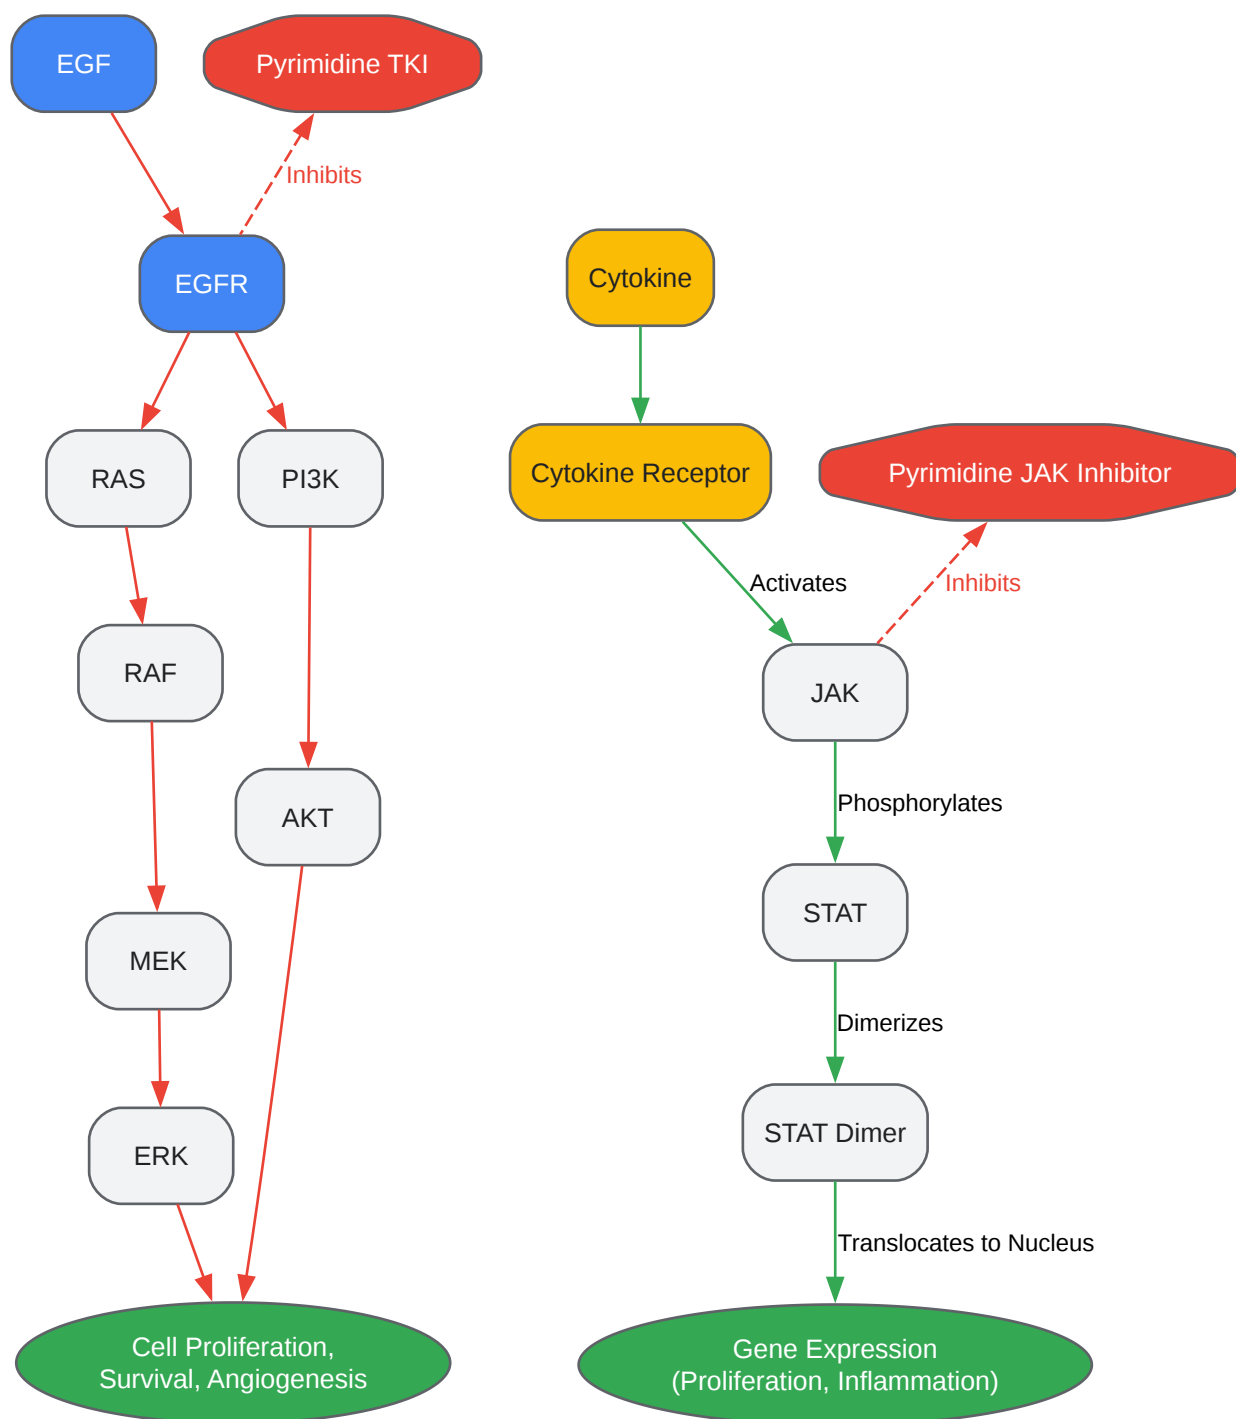 EGF
Pyrimidine TKI
Inhibits
EGFR
RAS
PI3K
RAF
AKT
MEK
ERK
Cell Proliferation,
Survival, Angiogenesis
Cytokine
Cytokine Receptor
Pyrimidine JAK Inhibitor
Activates
Inhibits
JAK
Phosphorylates
STAT
Dimerizes
STAT Dimer
Translocates to Nucleus
Gene Expression
(Proliferation, Inflammation)